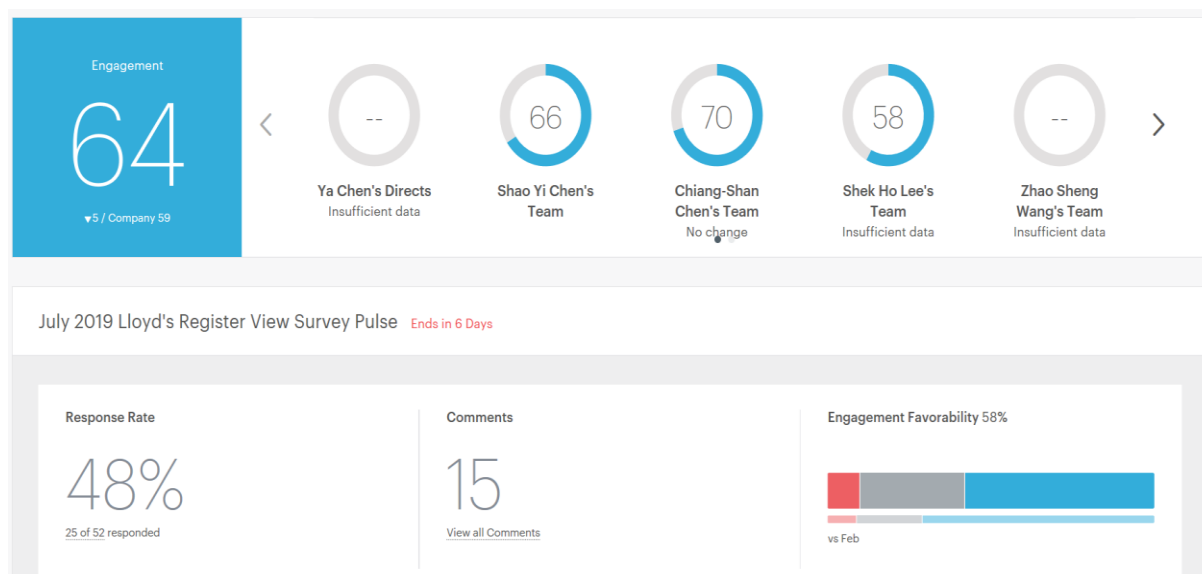 Engagement
64
▼5 / Company 59
--
Ya Chen's Directs
Insufficient data
66
Shao Yi Chen's
Team
70
Chiang-Shan
Chen's Team
No change
58
Shek Ho Lee's
Team
Insufficient data
--
Zhao Sheng
Wang's Team
Insufficient data
July 2019 Lloyd's Register View Survey Pulse Ends in 6 Days
Response Rate
48%
25 of 52 responded
Comments
15
View all Comments
Engagement Favorability 58%
vs Feb